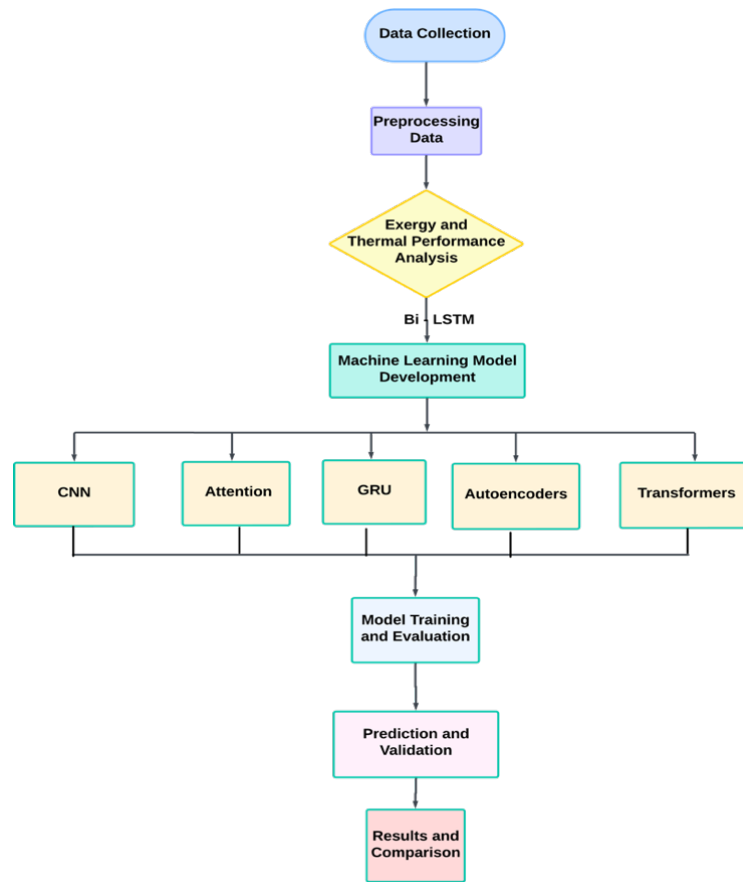 Data Collection
Preprocessing
Data
Exergy and
Thermal Performance
Analysis
Bi - LSTM
Machine Learning Model
Development
CNN
Attention
GRU
Autoencoders
Transformers
Model Training
and Evaluation
Prediction and
Validation
Results and
Comparison